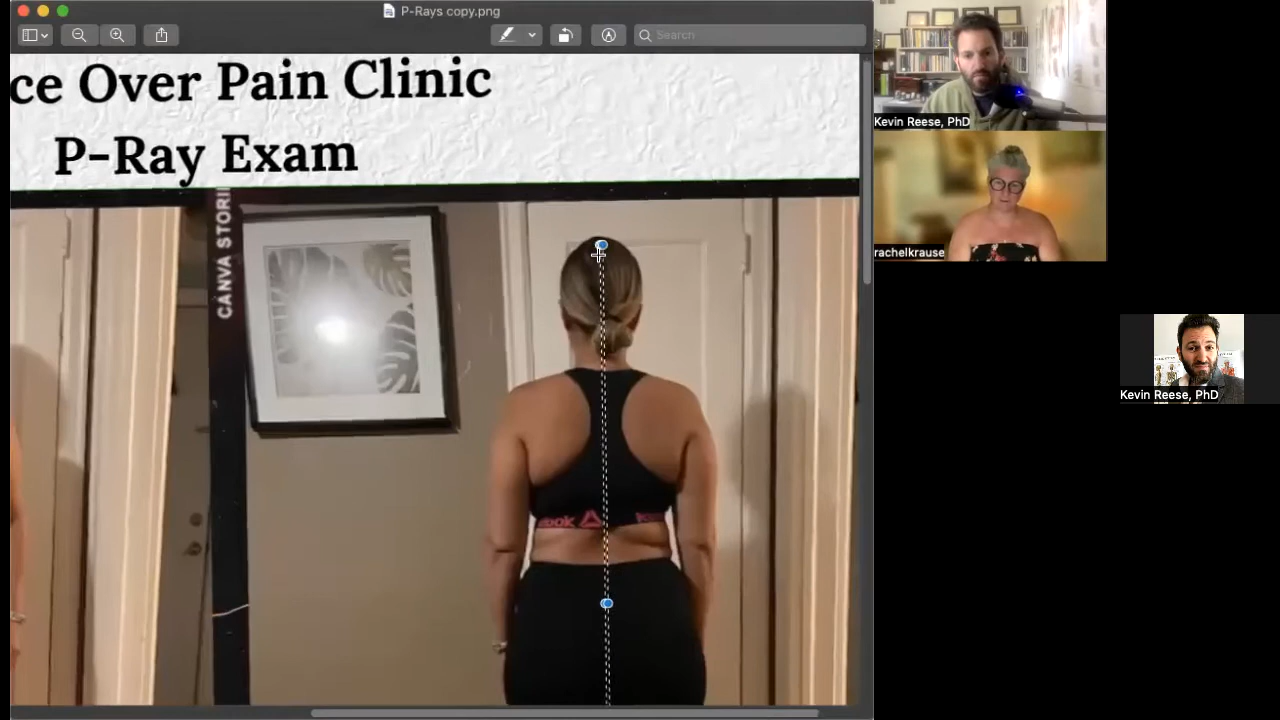 P-Rays copy.png
Search
ce Over Pain Clinic
P-Ray Exam
CANVA STORI
Kevin Reese, PhD
rachelkrause
Kevin Reese, PhD